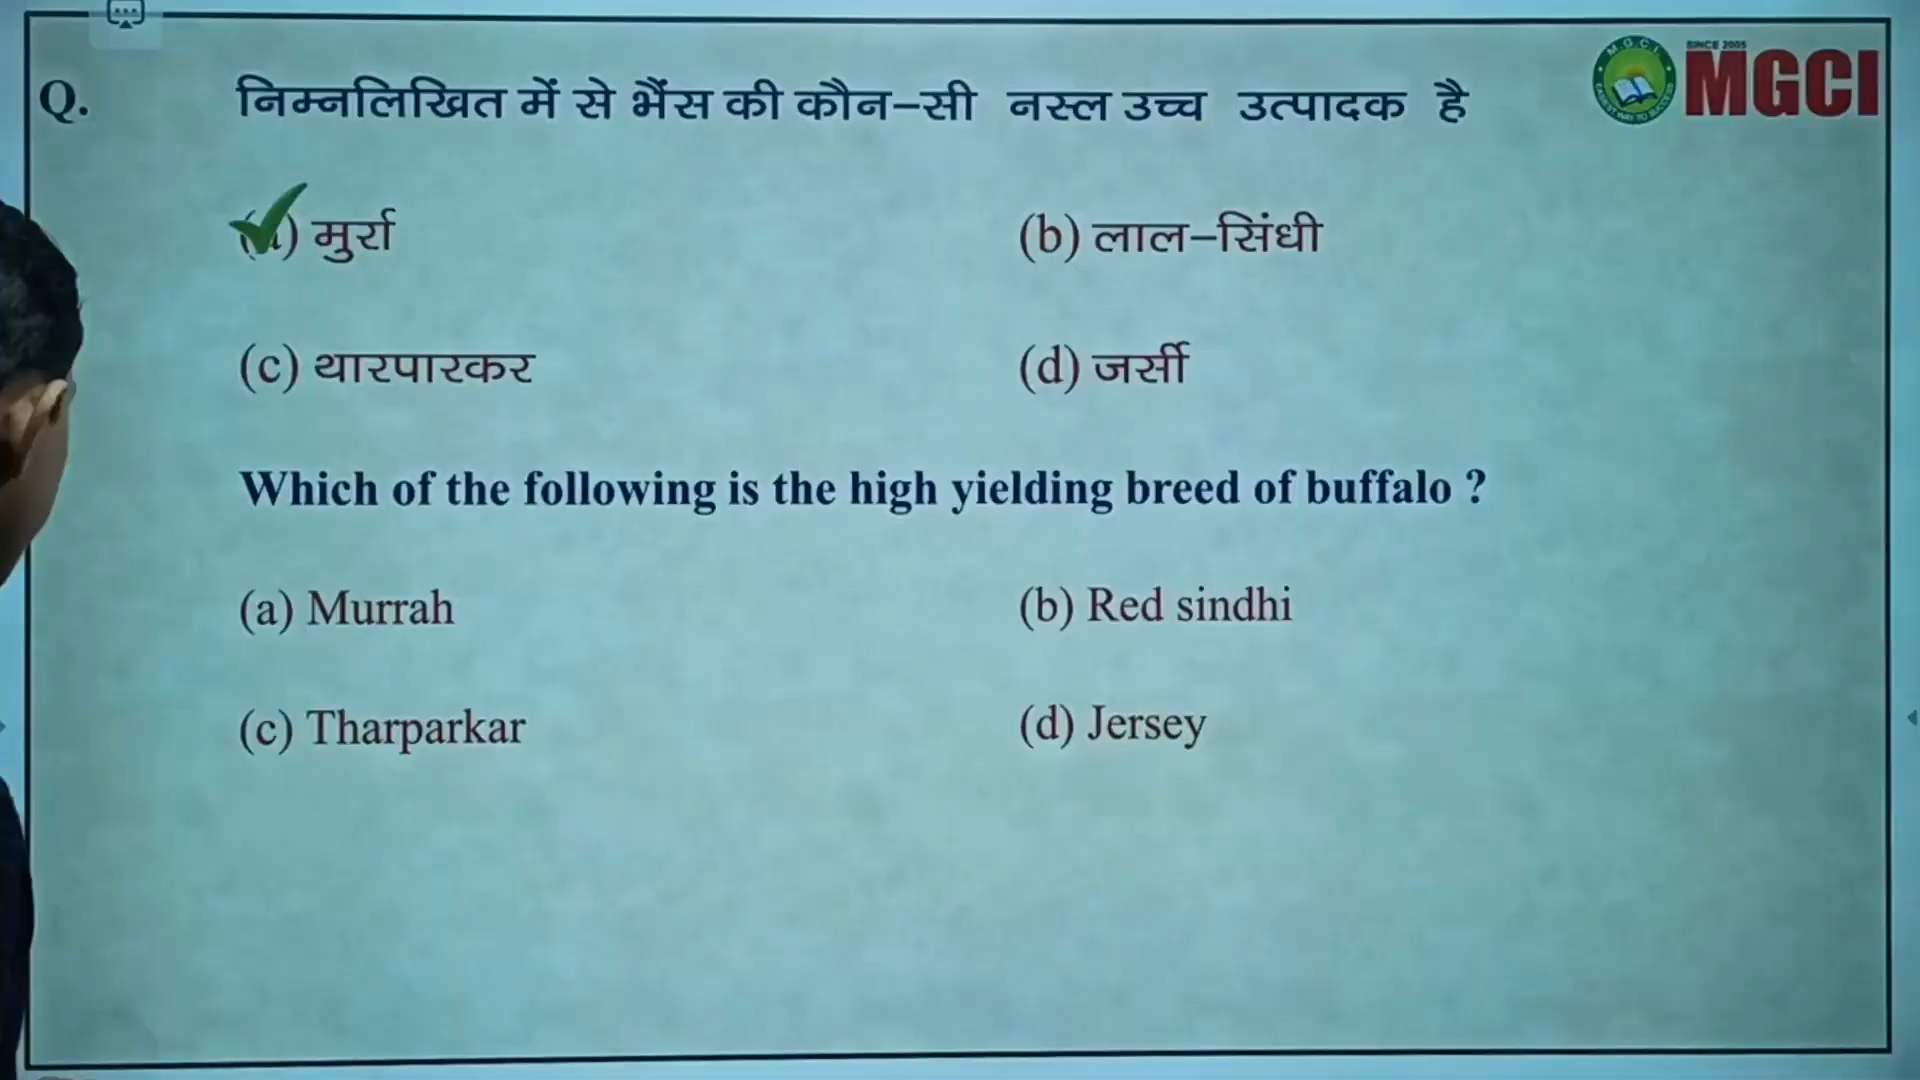 SINCE 2005
M.G.C.I.
MGCI
Q. निम्नलिखित में से भैंस की कौन–सी नस्ल उच्च उत्पादक है
(a) मुर्रा (b) लाल–सिंधी
(c) थारपारकर (d) जर्सी
Which of the following is the high yielding breed of buffalo ?
(a) Murrah (b) Red sindhi
(c) Tharparkar (d) Jersey